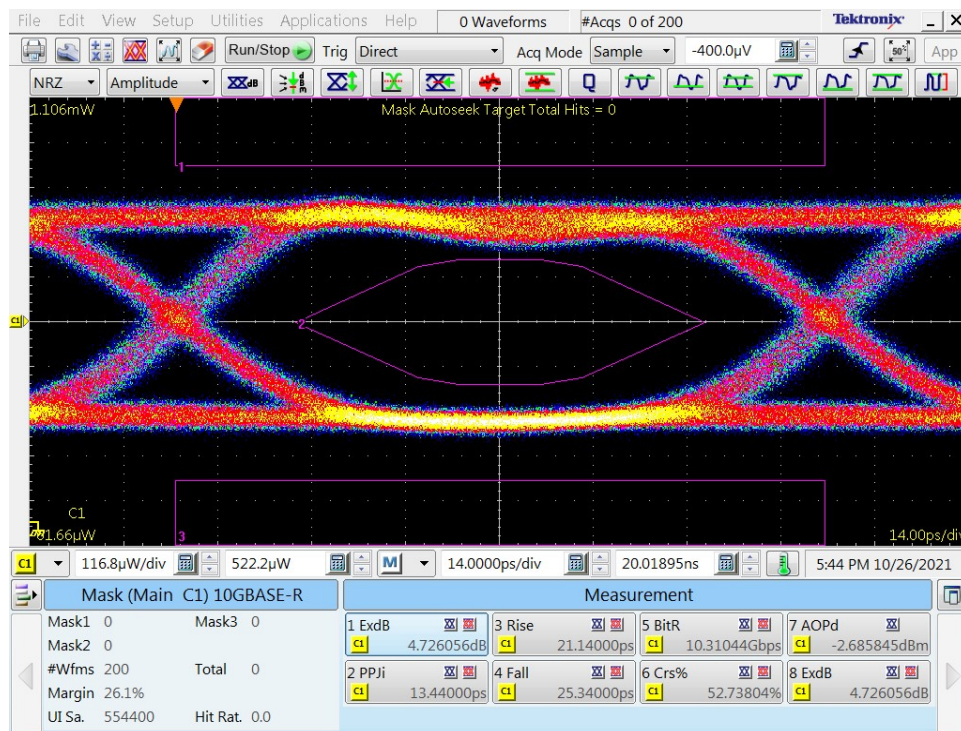 File Edit View Setup Utilities Applications Help 0 Waveforms #Acqs 0 of 200 Tektronix
Run/Stop Trig Direct Acq Mode Sample -400.0µV 50% App
NRZ Amplitude dB Q
1.106mW Mask Autoseek Target Total Hits = 0
1
C1 2
C1
3 14.00ps/div
C1 116.8µW/div 522.2µW M 14.0000ps/div 20.01895ns 5:44 PM 10/26/2021
Mask (Main C1) 10GBASE-R Measurement
Mask1 0 Mask3 0
Mask2 0
#Wfms 200 Total 0
Margin 26.1%
UI Sa. 554400 Hit Rat. 0.0
1 ExdB 3 Rise 5 BitR 7 AOPd
C1 4.726056dB C1 21.14000ps C1 10.31044Gbps C1 -2.685845dBm
2 PPJi 4 Fall 6 Crs% 8 ExdB
C1 13.44000ps C1 25.34000ps C1 52.73804% C1 4.726056dB